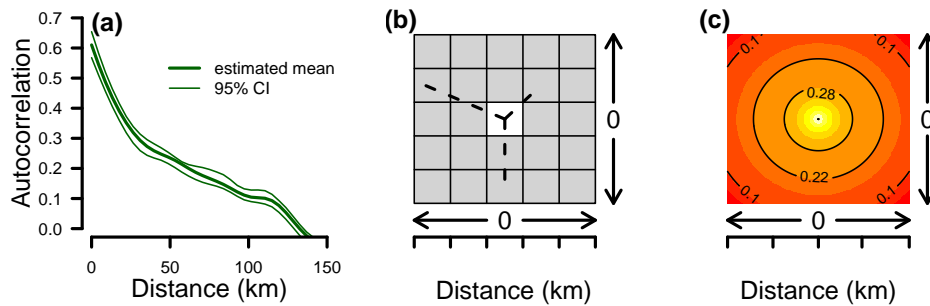 (a)
Autocorrelation
0.7
0.6
0.5
0.4
0.3
0.2
0.1
0.0
estimated mean
95% CI
0 50 100 150
Distance (km)
(b)
0
0
Distance (km)
(c)
0.1 0.1
0.28
0.22
0.1 0.1
0
0
Distance (km)